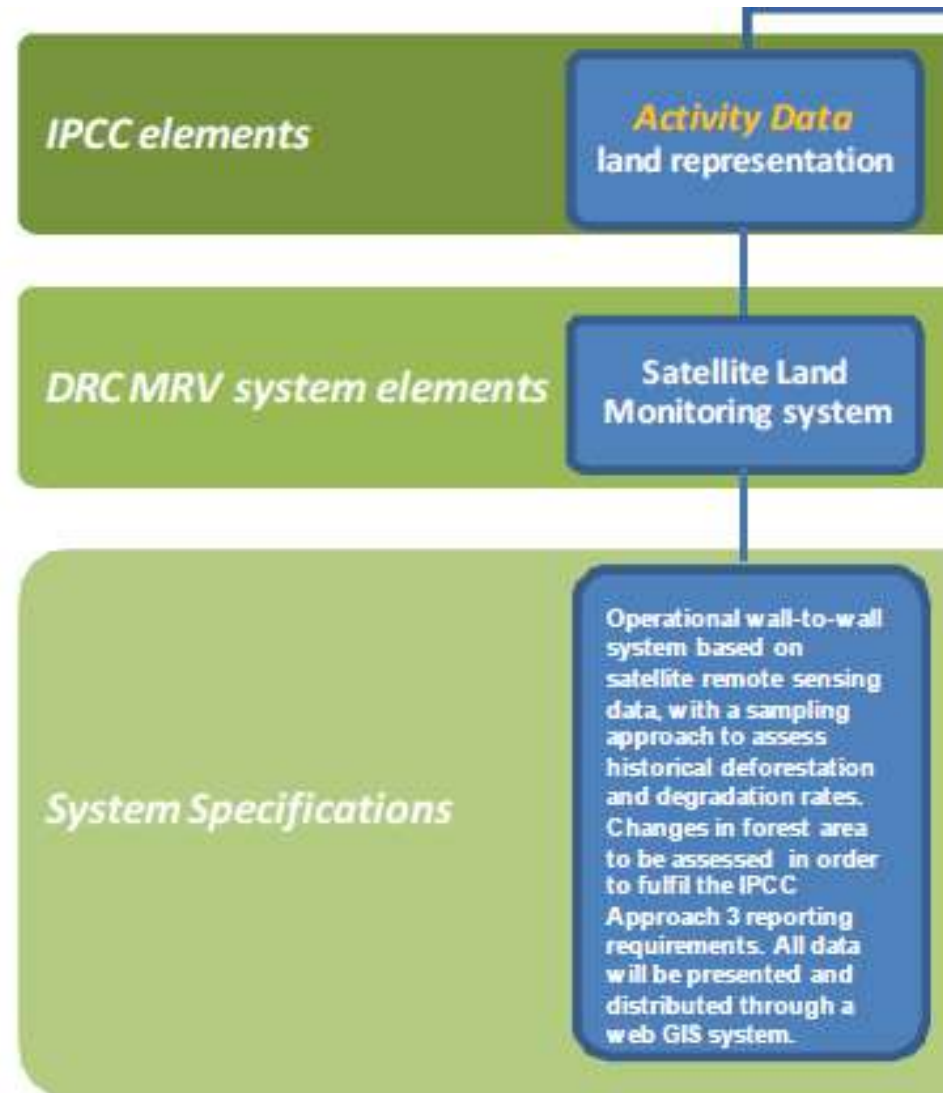 IPCC elements
Activity Data
land representation
DRC MRV system elements
Satellite Land
Monitoring system
System Specifications
Operational wall-to-wall
system based on
satellite remote sensing
data, with a sampling
approach to assess
historical deforestation
and degradation rates.
Changes in forest area
to be assessed in order
to fulfil the IPCC
Approach 3 reporting
requirements. All data
will be presented and
distributed through a
web GIS system.